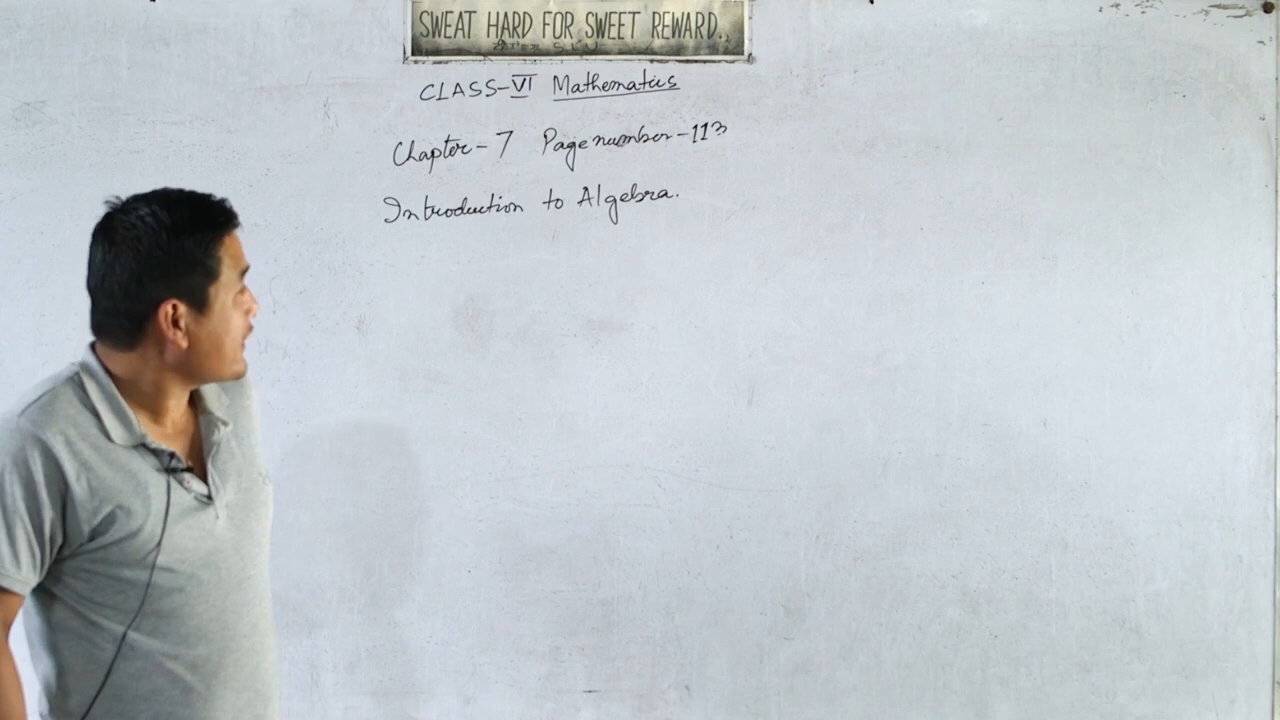 SWEAT HARD FOR SWEET REWARD.,
CLASS-VI Mathematics
Chapter-7 Page number-113
Introduction to Algebra.